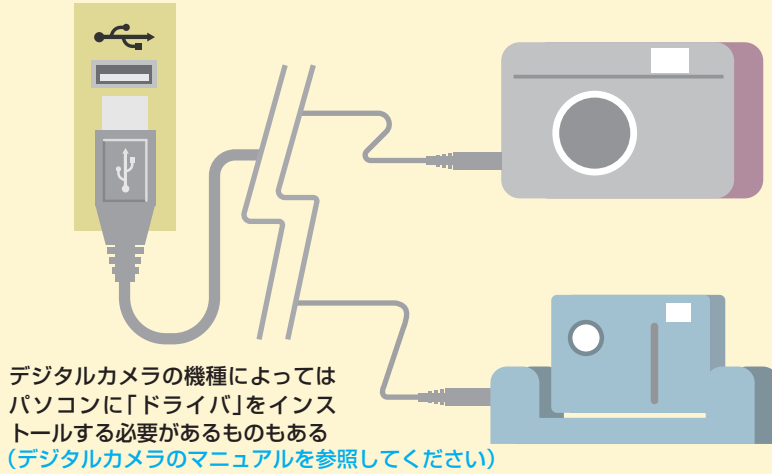 デジタルカメラの機種によっては
パソコンに「ドライバ」をインス
トールする必要があるものもある
（デジタルカメラのマニュアルを参照してください）